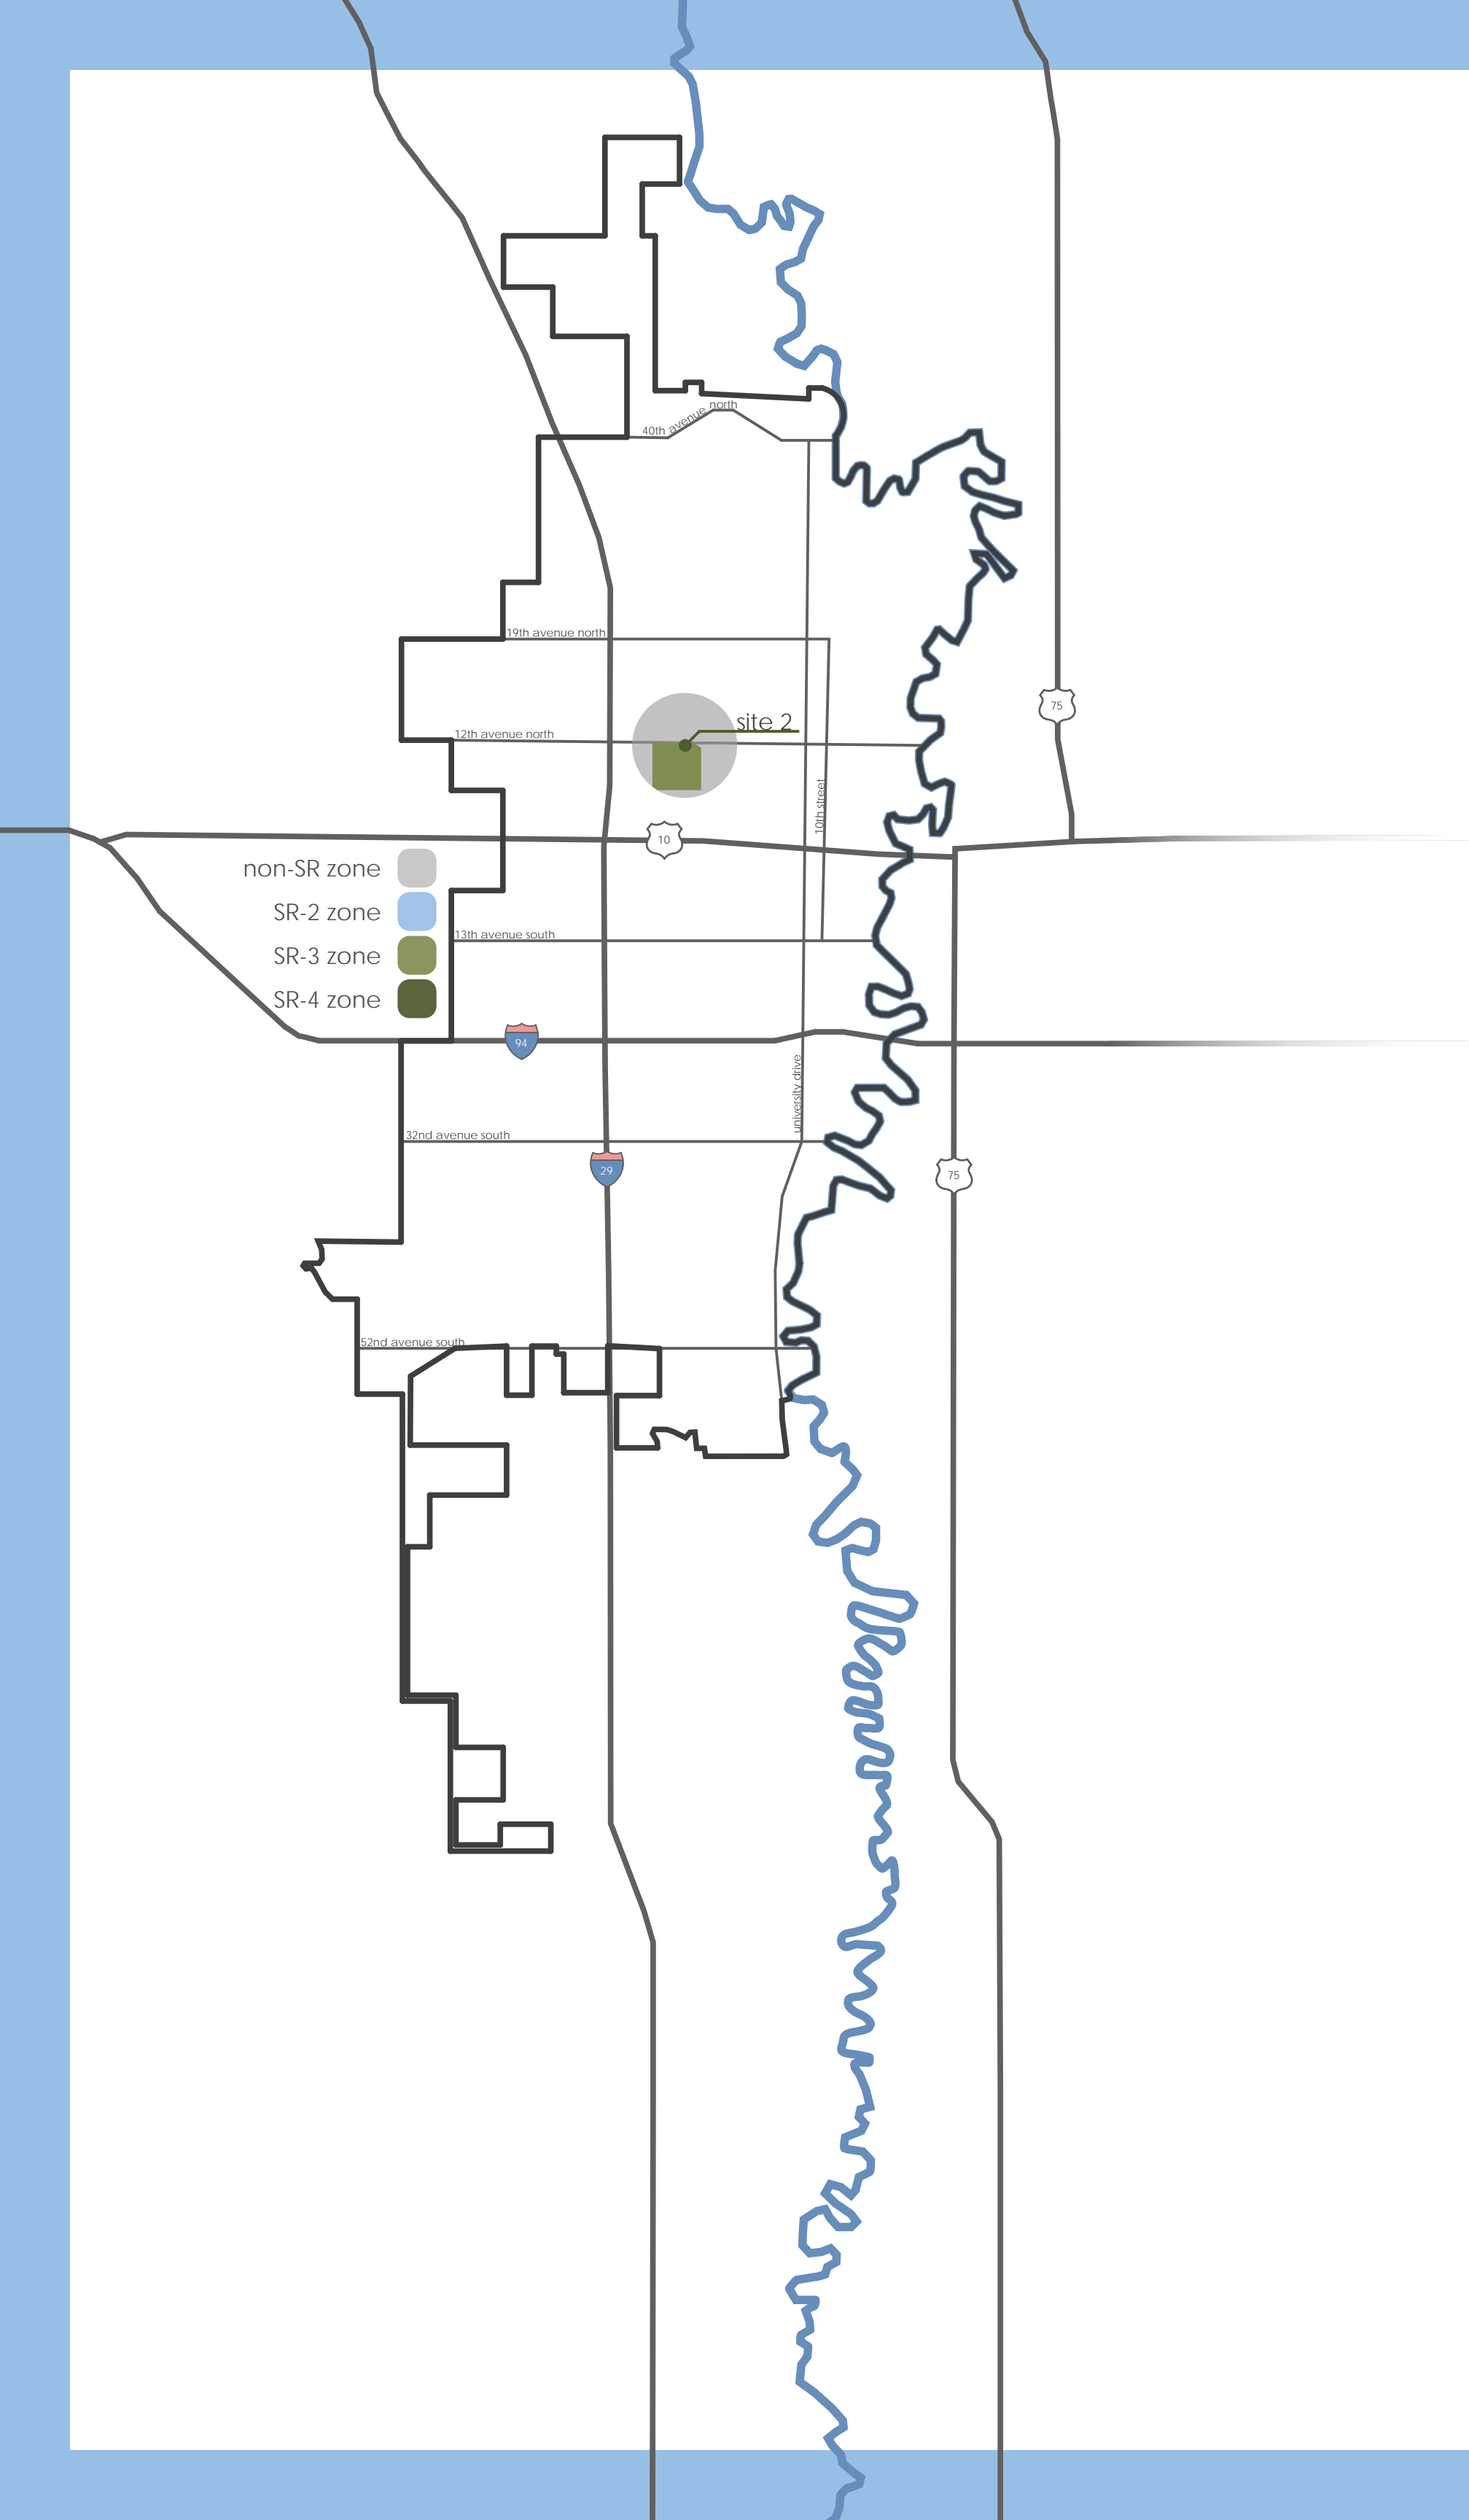 40th avenue north
19th avenue north
75
site 2
12th avenue north
10th street
10
non-SR zone
SR-2 zone
13th avenue south
SR-3 zone
SR-4 zone
94
university drive
32nd avenue south
29
75
52nd avenue south